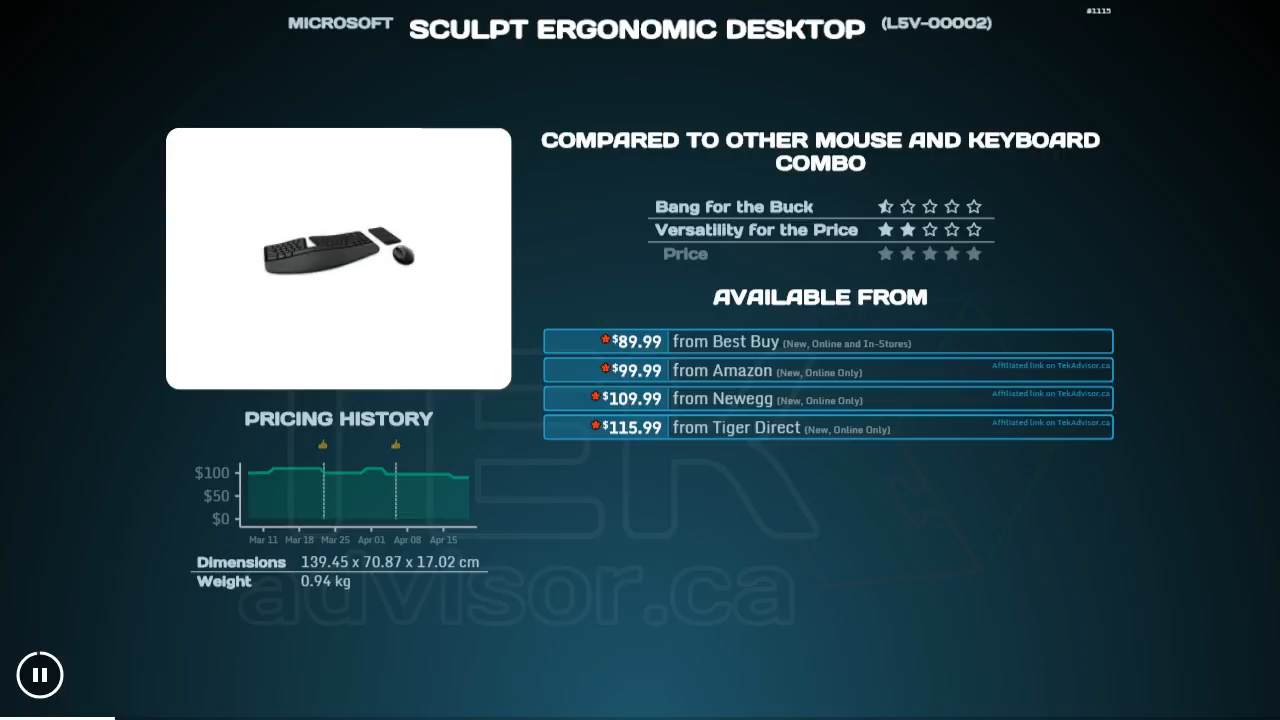 #1115
MICROSOFT SCULPT ERGONOMIC DESKTOP (L5V-00002)
COMPARED TO OTHER MOUSE AND KEYBOARD
COMBO
Bang for the Buck
Versatility for the Price
Price
AVAILABLE FROM
$89.99 from Best Buy (New, Online and In-Stores)
$99.99 from Amazon (New, Online Only) Affiliated link on TekAdvisor.ca
$109.99 from Newegg (New, Online Only) Affiliated link on TekAdvisor.ca
$115.99 from Tiger Direct (New, Online Only) Affiliated link on TekAdvisor.ca
PRICING HISTORY
$100
$50
$0
Mar 11 Mar 18 Mar 25 Apr 01 Apr 08 Apr 15
Dimensions 139.45 x 70.87 x 17.02 cm
Weight 0.94 kg
TEK
advisor.ca